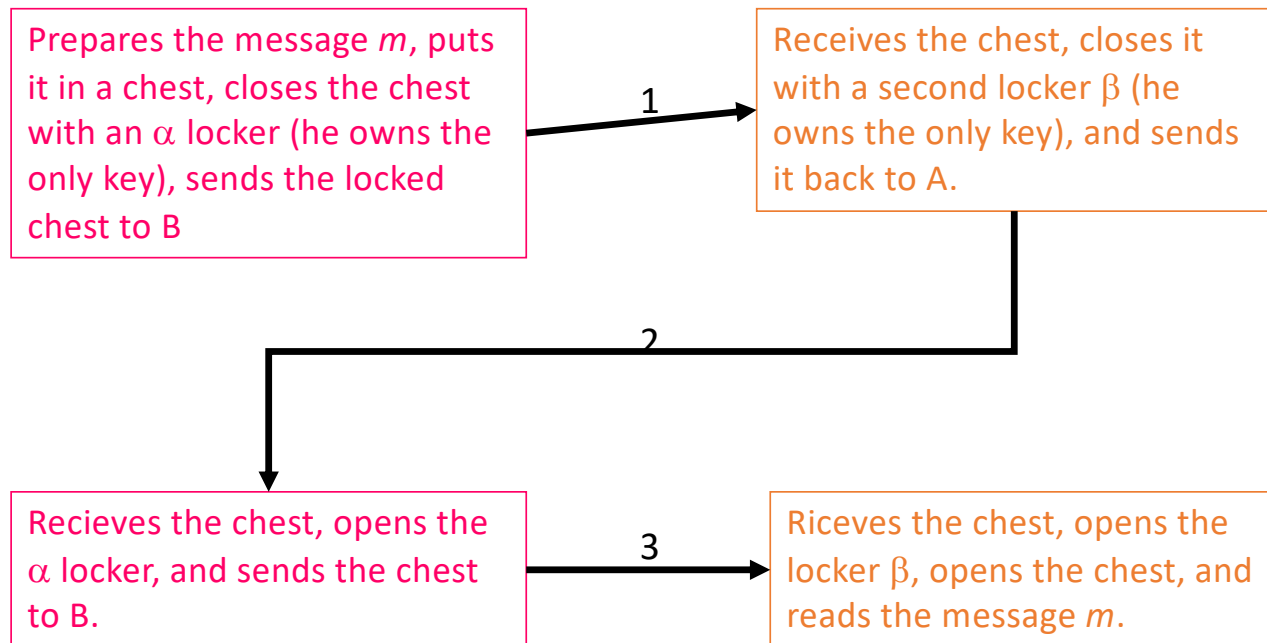 Prepares the message m, puts
it in a chest, closes the chest
with an α locker (he owns the
only key), sends the locked
chest to B
1
Receives the chest, closes it
with a second locker β (he
owns the only key), and sends
it back to A.
2
Recieves the chest, opens the
α locker, and sends the chest
to B.
3
Riceves the chest, opens the
locker β, opens the chest, and
reads the message m.